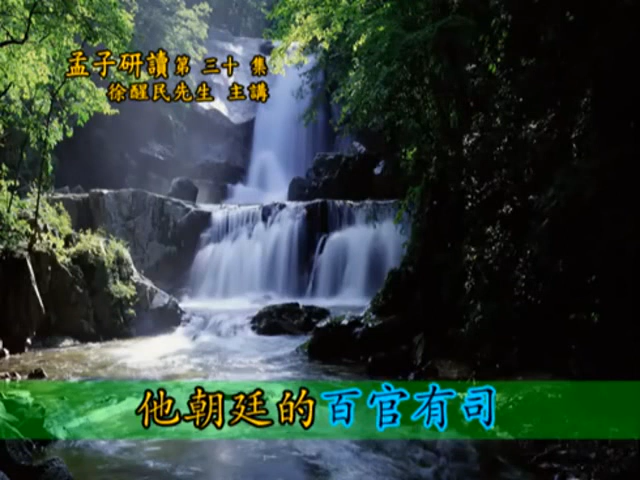 孟子研讀 第 三十 集
徐醒民先生 主講
他朝廷的百官有司